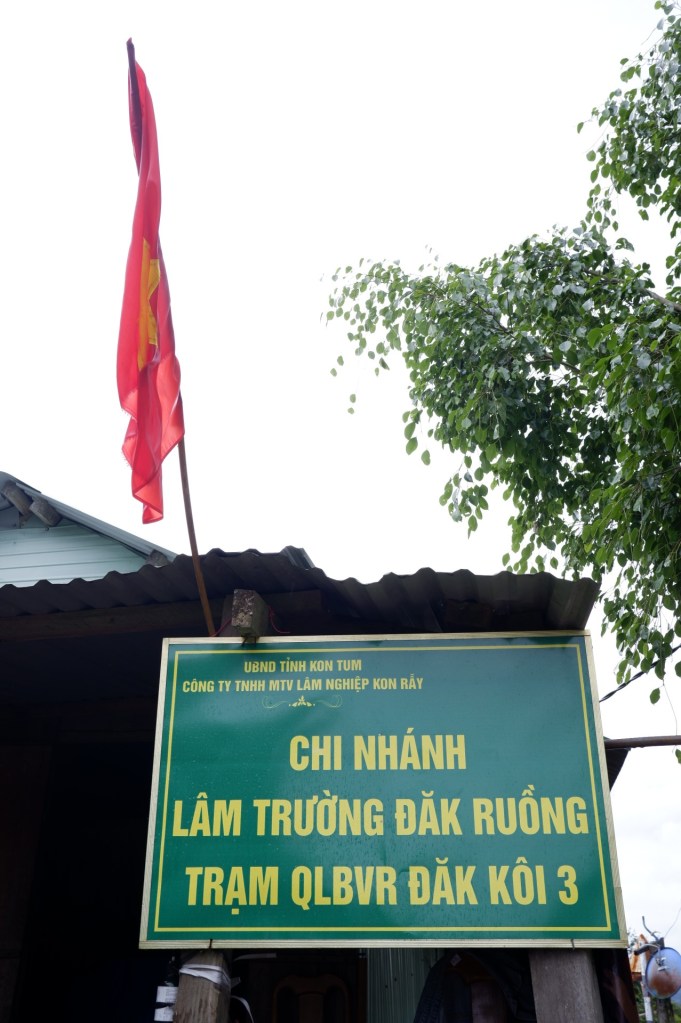 UBND TỈNH KON TUM
CÔNG TY TNHH MTV LÂM NGHIỆP KON RẪY
CHI NHÁNH
LÂM TRƯỜNG ĐĂK RUỒNG
TRẠM QLBVR ĐĂK KÔI 3